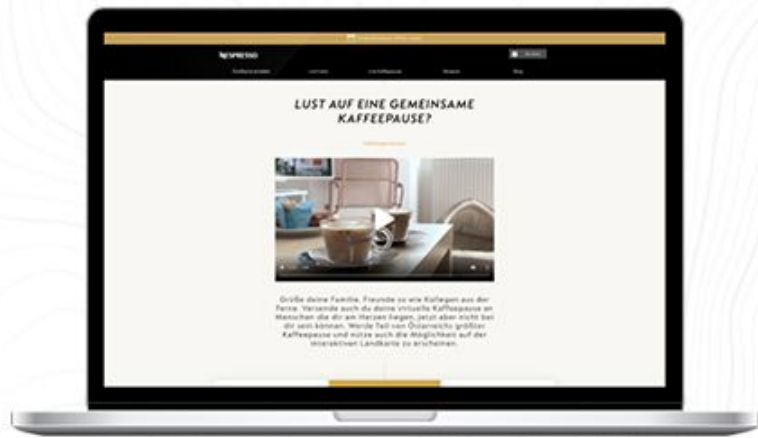 NESPRESSO
Blog
LUST AUF EINE GEMEINSAME
KAFFEEPAUSE?
Grüße deine Familie, Freunde so wie Kollegen aus der
Ferne. Versende auch du deine virtuelle Kaffeepause an
Menschen die dir am Herzen liegen, jetzt aber nicht bei
dir sein können. Werde Teil von Österreichs größter
Kaffeepause und nütze auch die Möglichkeit auf der
interaktiven Landkarte zu erscheinen.